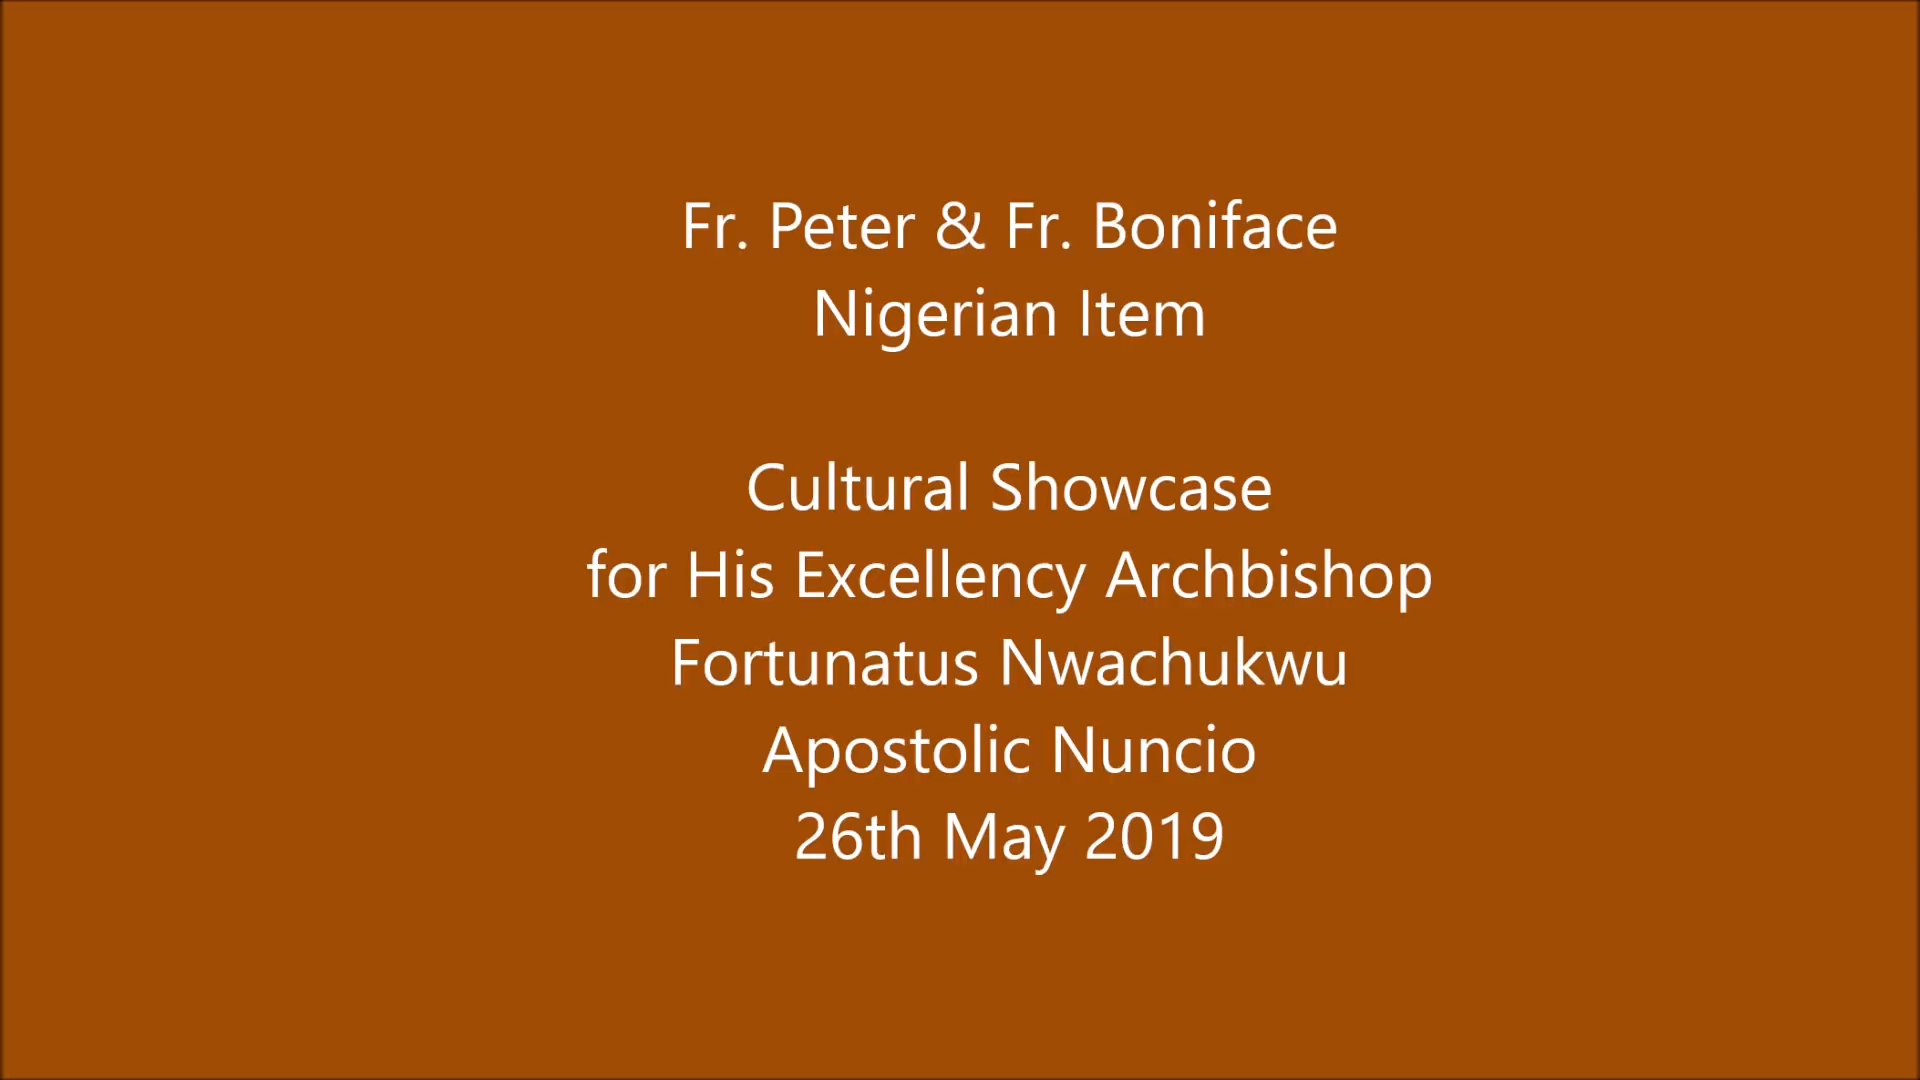 Fr. Peter & Fr. Boniface
Nigerian Item
Cultural Showcase
for His Excellency Archbishop
Fortunatus Nwachukwu
Apostolic Nuncio
26th May 2019